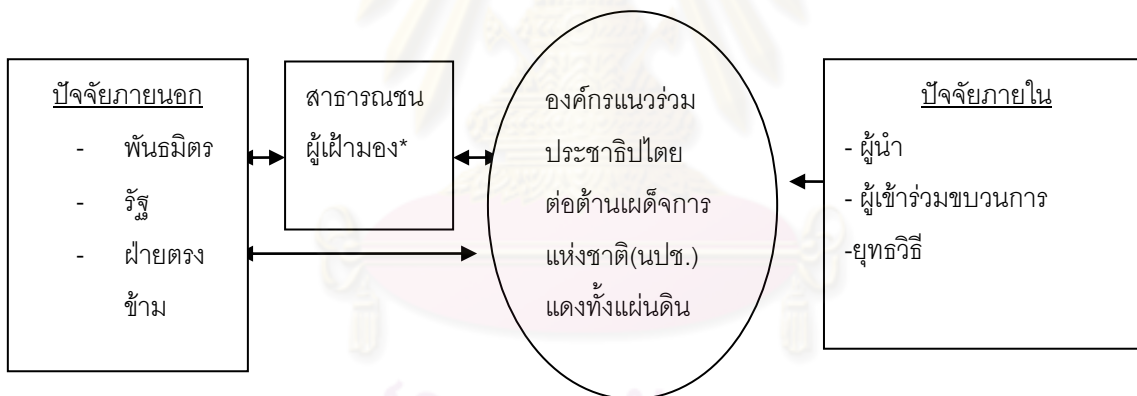 ปัจจัยภายนอก
- พันธมิตร
- รัฐ
- ฝ่ายตรง
ข้าม
สาธารณชน
ผู้เฝ้ามอง*
องค์กรแนวร่วม
ประชาธิปไตย
ต่อต้านเผด็จการ
แห่งชาติ(นปช.)
แดงทั้งแผ่นดิน
ปัจจัยภายใน
- ผู้นำ
- ผู้เข้าร่วมขบวนการ
-ยุทธวิธี